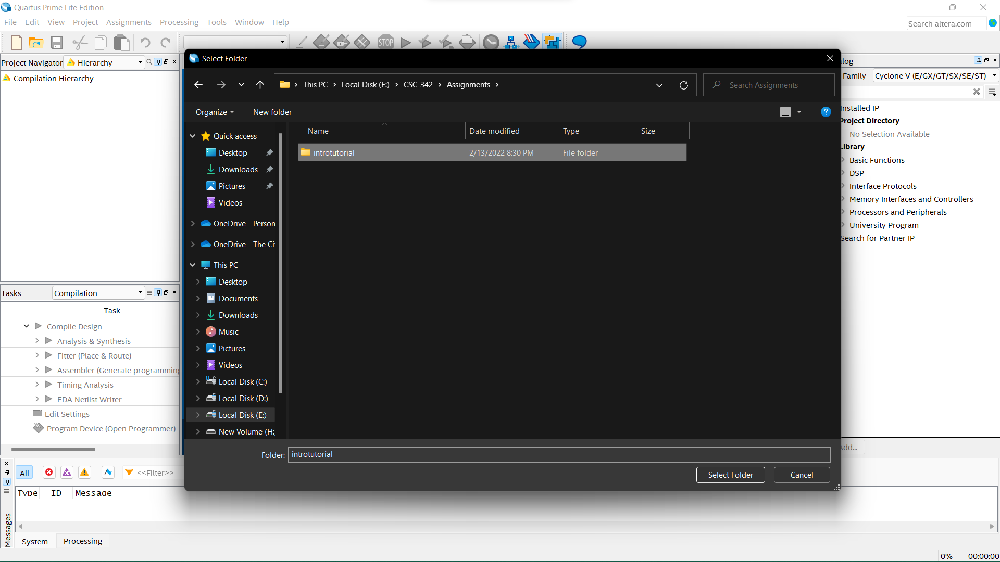 Quartus Prime Lite Edition
File Edit View Project Assignments Processing Tools Window Help
Search altera.com
STOP
Project Navigator Hierarchy
Compilation Hierarchy
Tasks Compilation
Task
Compile Design
Analysis & Synthesis
Fitter (Place & Route)
Assembler (Generate programming
Timing Analysis
EDA Netlist Writer
Edit Settings
Program Device (Open Programmer)
Select Folder
This PC Local Disk (E:) CSC_342 Assignments
Search Assignments
Organize New folder
?
Quick access
Desktop
Downloads
Pictures
Videos
OneDrive - Person
OneDrive - The Ci
This PC
Desktop
Documents
Downloads
Music
Pictures
Videos
Local Disk (C:)
Local Disk (D:)
Local Disk (E:)
New Volume (H:
Name Date modified Type Size
introtutorial 2/13/2022 8:30 PM File folder
Folder: introtutorial
Select Folder Cancel
log
Family Cyclone V (E/GX/GT/SX/SE/ST)
Installed IP
Project Directory
No Selection Available
Library
Basic Functions
DSP
Interface Protocols
Memory Interfaces and Controllers
Processors and Peripherals
University Program
Search for Partner IP
Add...
All <<Filter>>
Type ID Message
Messages
System Processing
0% 00:00:00